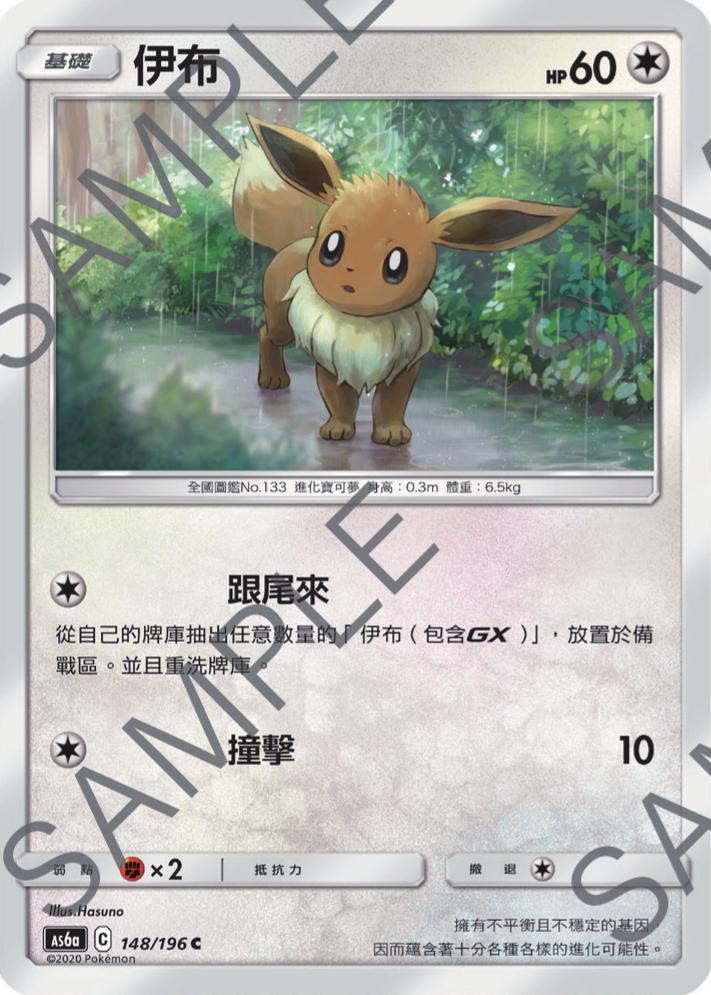 基礎 伊布 HP 60
全國圖鑑No.133 進化寶可夢 身高：0.3m 體重：6.5kg
跟尾來
從自己的牌庫抽出任意數量的「伊布（包含GX）」，放置於備
戰區。並且重洗牌庫。
撞擊 10
弱點 ×2 抵抗力 撤退
Illus.Hasuno
AS6a C 148/196 C
©2020 Pokémon
擁有不平衡且不穩定的基因，
因而蘊含著十分各種各樣的進化可能性。
SAMPLE
SAMPLE
SAMPLE
SAMPLE